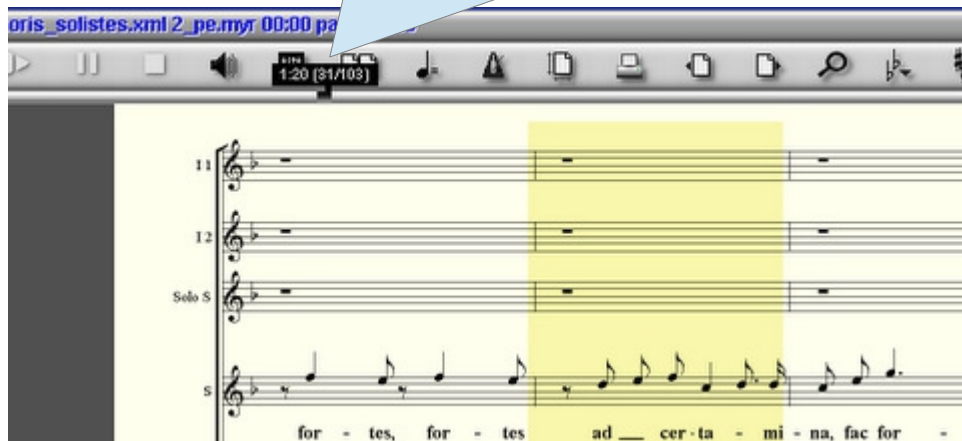 oris_solistes.xml 2_pe.myr 00:00 pa
1:20 (31/103)
I 1
I 2
Solo S
S
for - tes, for - tes ad __ cer - ta - mi - na, fac for -